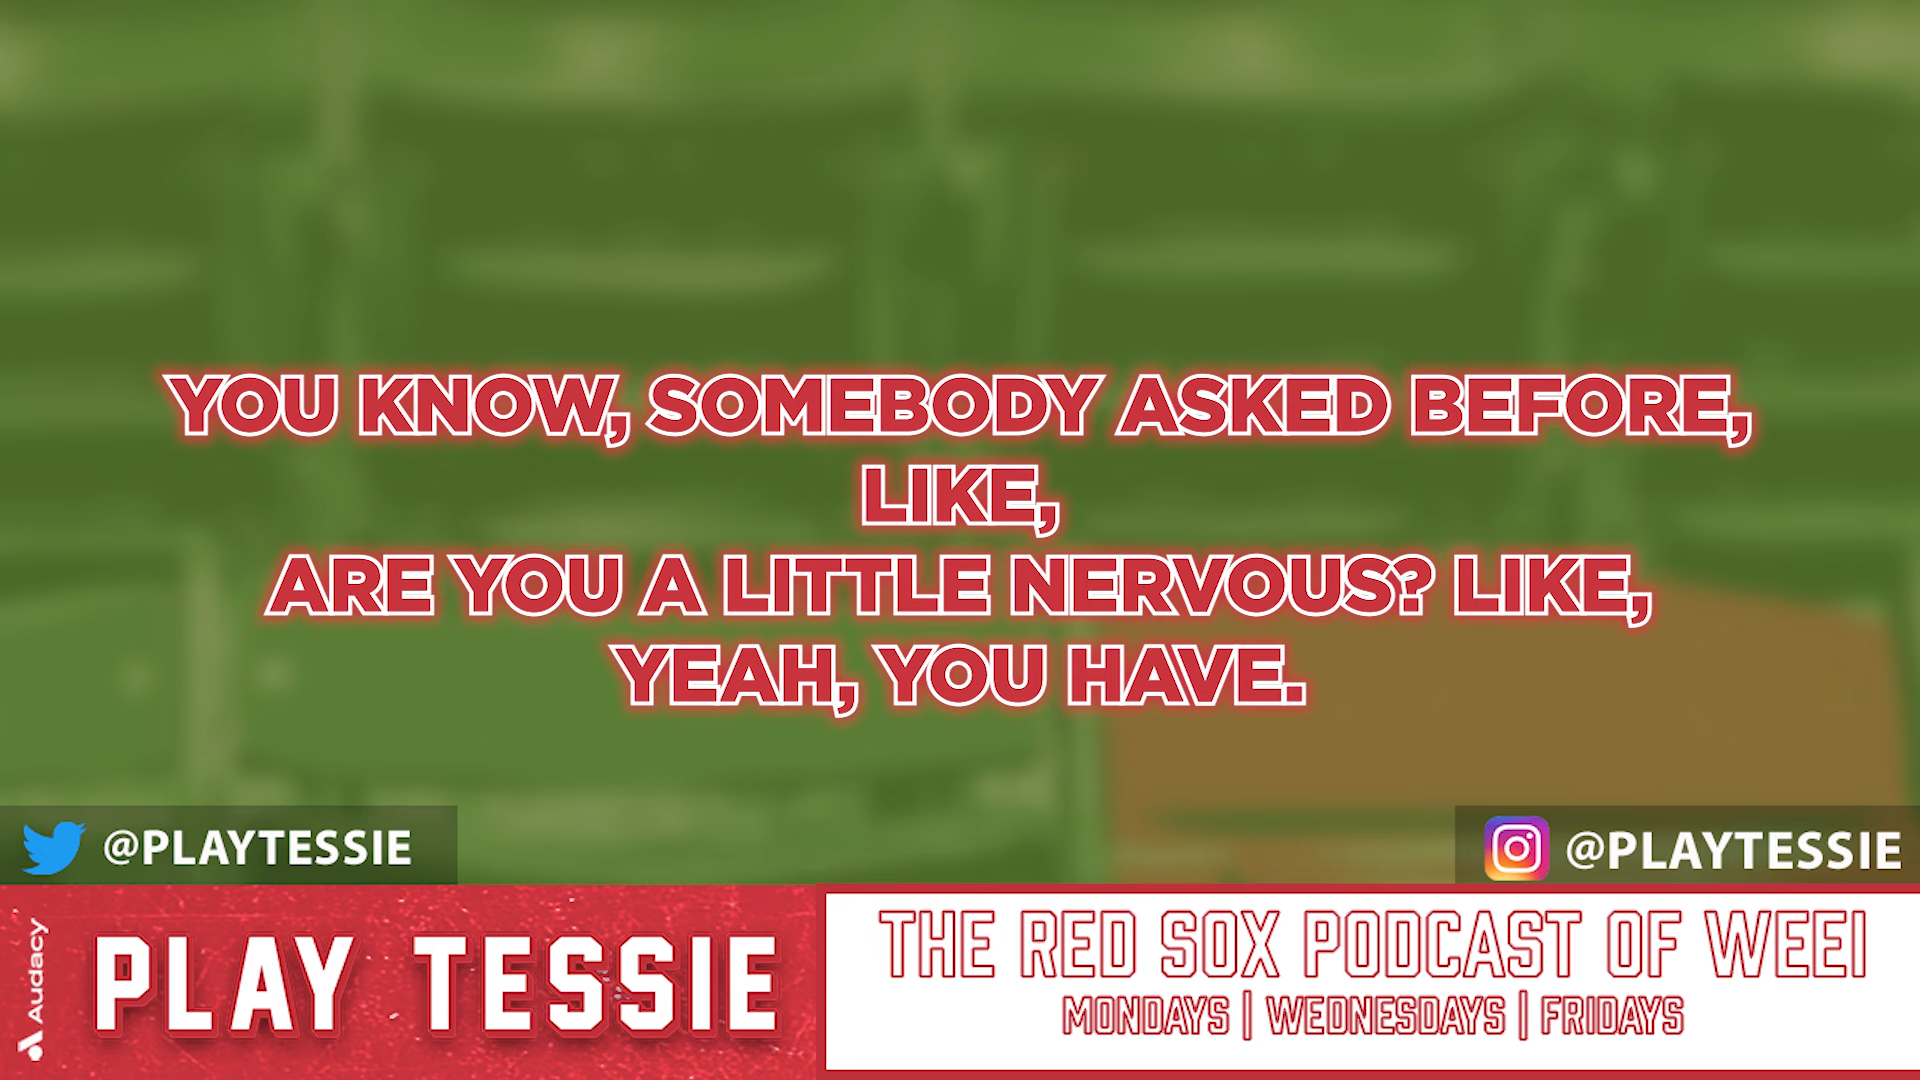 YOU KNOW, SOMEBODY ASKED BEFORE,
LIKE,
ARE YOU A LITTLE NERVOUS? LIKE,
YEAH, YOU HAVE.
@PLAYTESSIE
@PLAYTESSIE
Audacy
PLAY TESSIE
THE RED SOX PODCAST OF WEEI
MONDAYS | WEDNESDAYS | FRIDAYS